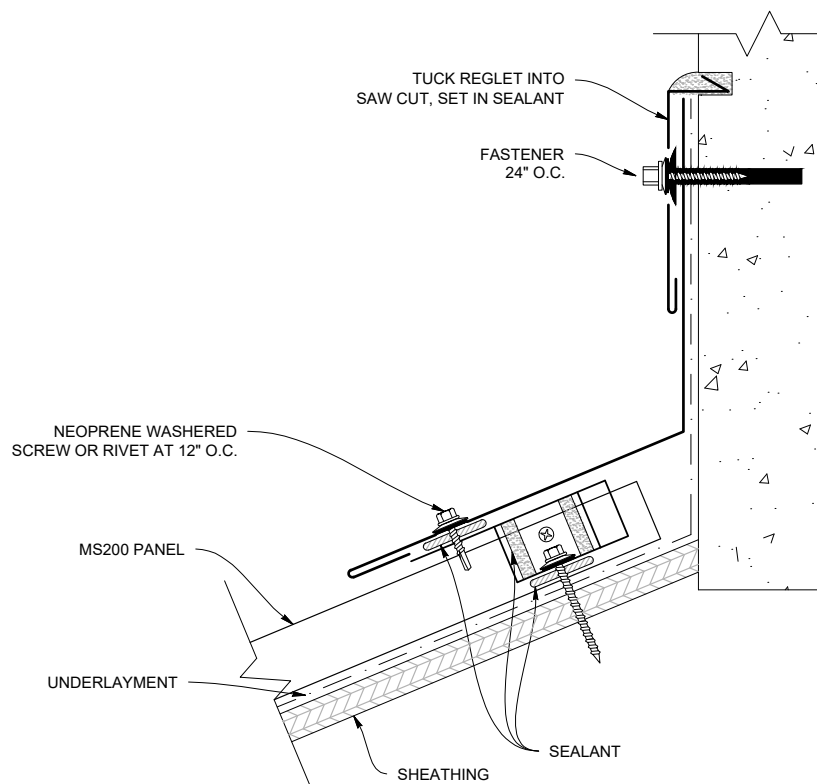 TUCK REGLET INTO
SAW CUT, SET IN SEALANT
FASTENER
24" O.C.
NEOPRENE WASHERED
SCREW OR RIVET AT 12" O.C.
MS200 PANEL
UNDERLAYMENT
SEALANT
SHEATHING